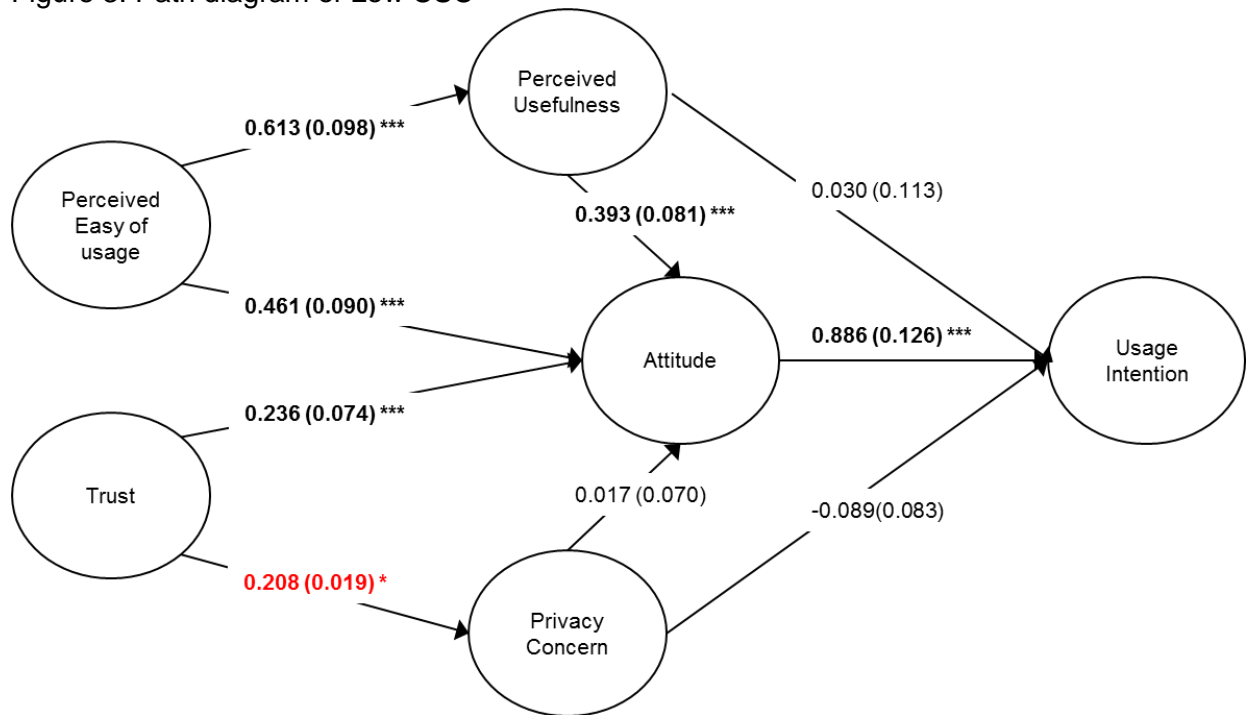 Perceived
Usefulness
0.613 (0.098) ***
Perceived
Easy of
usage
0.030 (0.113)
0.393 (0.081) ***
0.461 (0.090) ***
0.886 (0.126) ***
Attitude
Usage
Intention
0.236 (0.074) ***
Trust
0.017 (0.070)
-0.089(0.083)
0.208 (0.019) *
Privacy
Concern